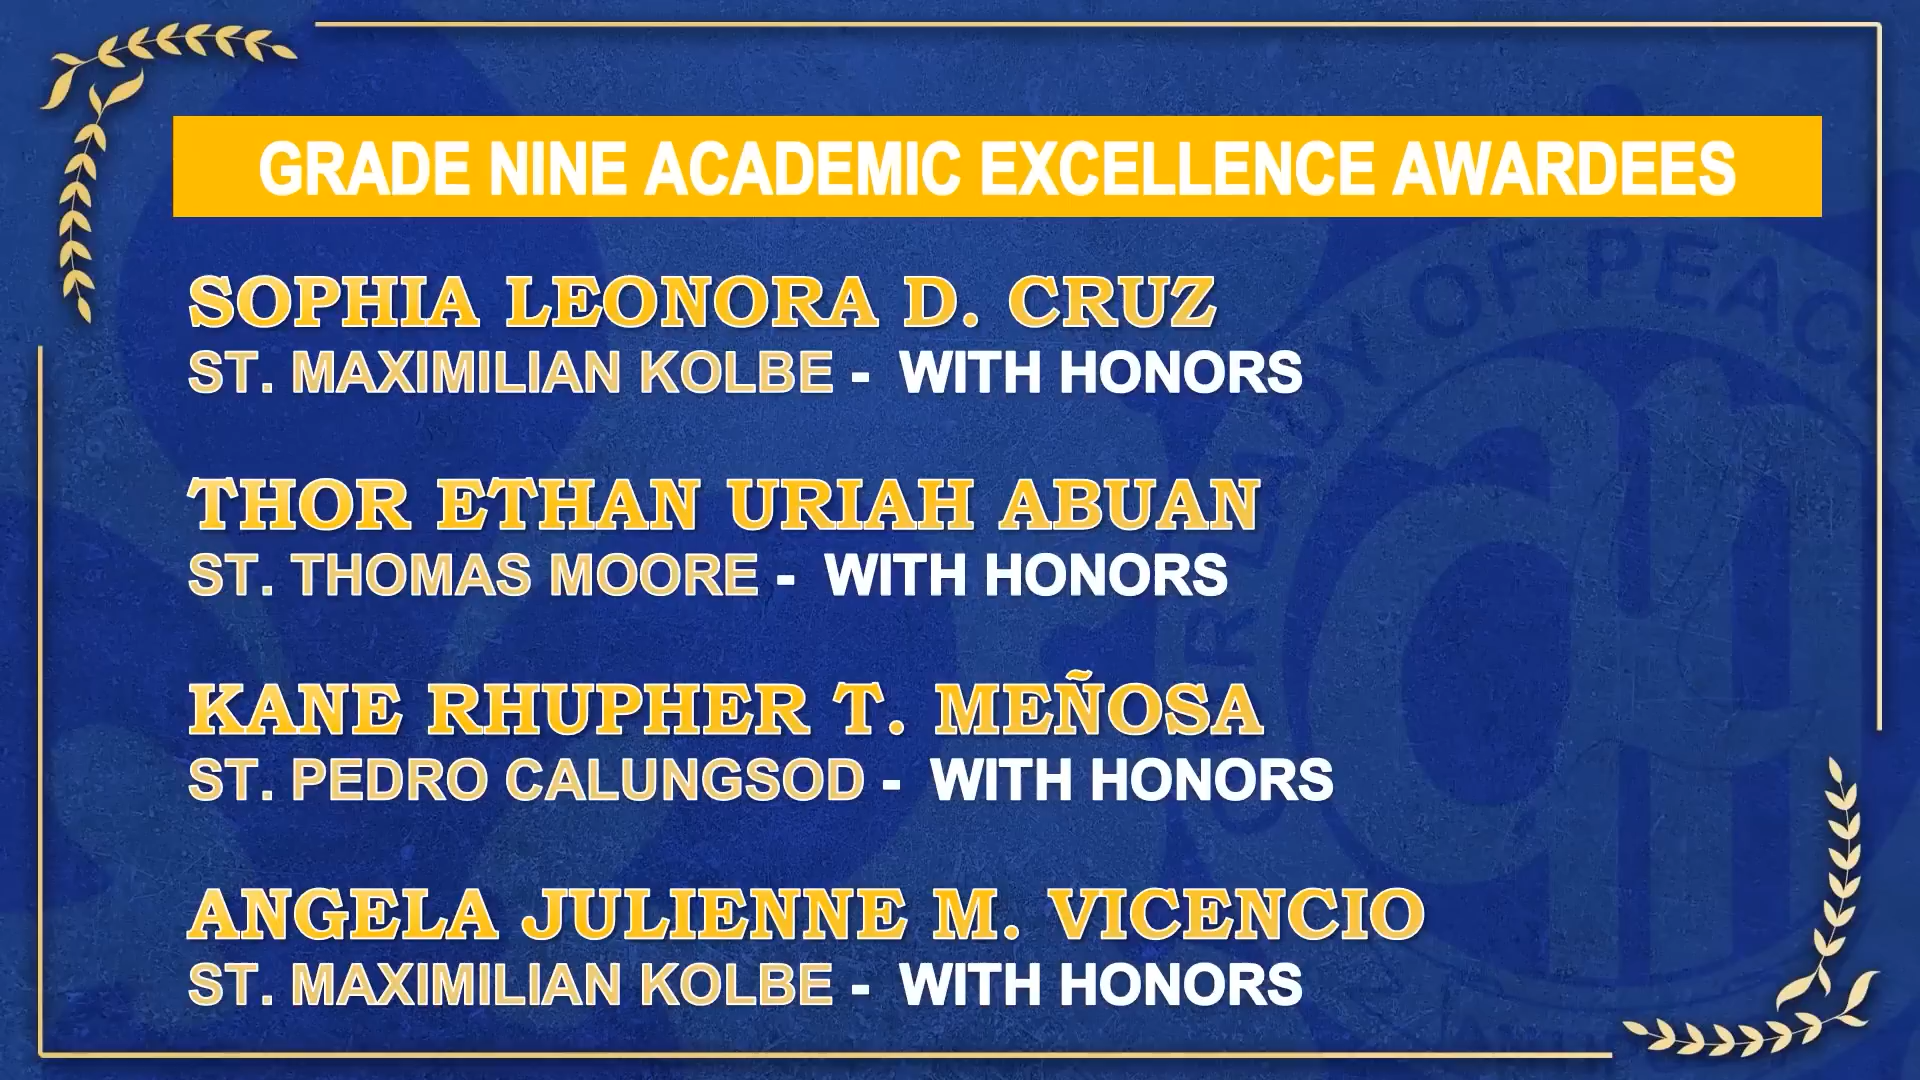 GRADE NINE ACADEMIC EXCELLENCE AWARDEES
SOPHIA LEONORA D. CRUZ
ST. MAXIMILIAN KOLBE - WITH HONORS
THOR ETHAN URIAH ABUAN
ST. THOMAS MOORE - WITH HONORS
KANE RHUPHER T. MEÑOSA
ST. PEDRO CALUNGSOD - WITH HONORS
ANGELA JULIENNE M. VICENCIO
ST. MAXIMILIAN KOLBE - WITH HONORS
OF PEACE